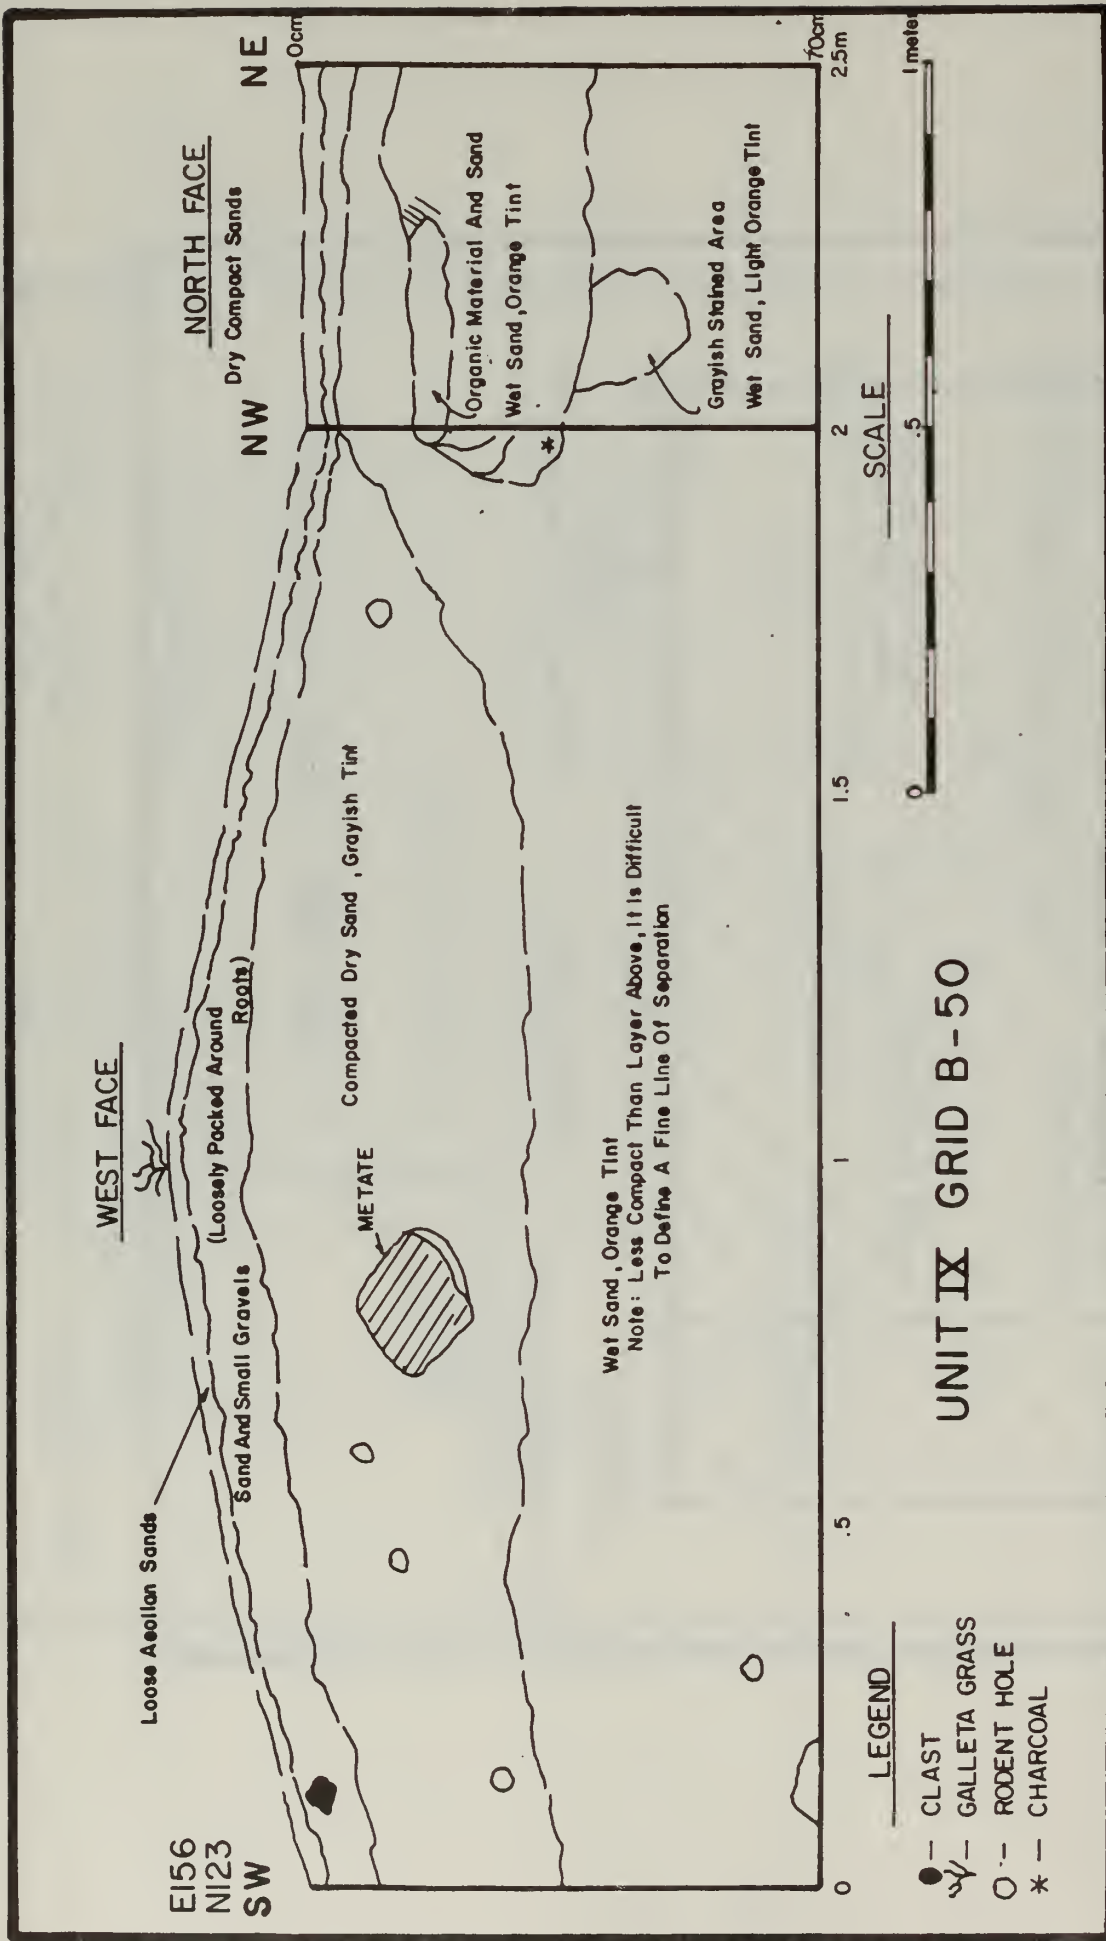 WEST FACE
NORTH FACE
E156
N123
SW
NW
NE
Loose Aeolian Sands
Dry Compact Sands
0cm
Sand And Small Gravels
(Loosely Packed Around
Roots)
METATE
Compacted Dry Sand, Grayish Tint
Organic Material And Sand
Wet Sand, Orange Tint
*
Wet Sand, Orange Tint
Note: Less Compact Than Layer Above, It Is Difficult
To Define A Fine Line Of Separation
Grayish Stained Area
Wet Sand, Light Orange Tint
70cm
0
.5
1
1.5
2
2.5m
LEGEND
— CLAST
— GALLETA GRASS
— RODENT HOLE
* — CHARCOAL
UNIT IX GRID B-50
SCALE
0
.5
1 meter